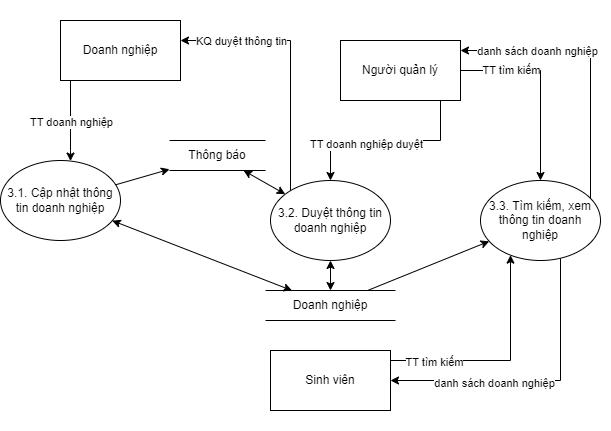 Doanh nghiệp
KQ duyệt thông tin
Người quản lý
danh sách doanh nghiệp
TT tìm kiếm
TT doanh nghiệp
Thông báo
TT doanh nghiệp duyệt
3.1. Cập nhật thông
tin doanh nghiệp
3.2. Duyệt thông tin
doanh nghiệp
3.3. Tìm kiếm, xem
thông tin doanh
nghiệp
Doanh nghiệp
Sinh viên
TT tìm kiếm
danh sách doanh nghiệp